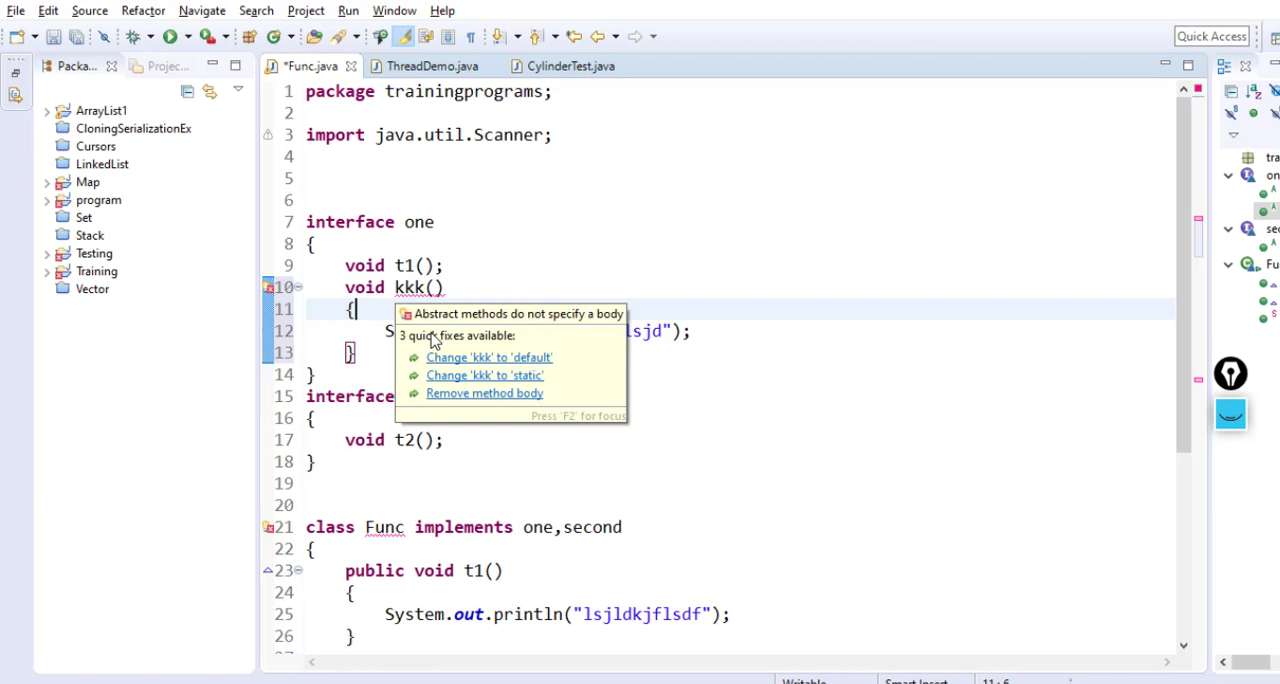 File Edit Source Refactor Navigate Search Project Run Window Help
Quick Access
Packa... Projec...
*Func.java ThreadDemo.java CylinderTest.java
ArrayList1
CloningSerializationEx
Cursors
LinkedList
Map
program
Set
Stack
Testing
Training
Vector
1 package trainingprograms;
2
3 import java.util.Scanner;
4
5
6
7 interface one
8 {
9 void t1();
10 void kkk()
11 {
12 S lsjd");
13 }
14 }
15 interface
16 {
17 void t2();
18 }
19
20
21 class Func implements one,second
22 {
23 public void t1()
24 {
25 System.out.println("lsjldkjflsdf");
26 }
Abstract methods do not specify a body
3 quick fixes available:
Change 'kkk' to 'default'
Change 'kkk' to 'static'
Remove method body
Press 'F2' for focus
tra
on
A
A
se
A
Fu
S